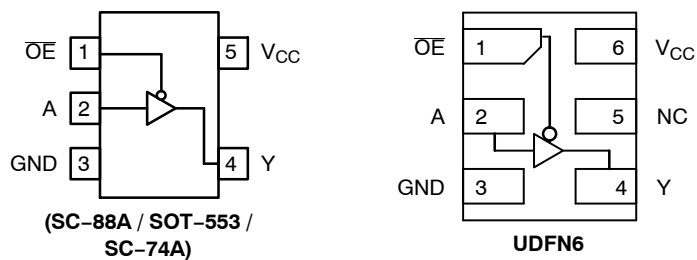 OE 1 5 VCC
A 2
GND 3 4 Y
(SC-88A / SOT-553 /
SC-74A)
OE 1 6 VCC
A 2 5 NC
GND 3 4 Y
UDFN6